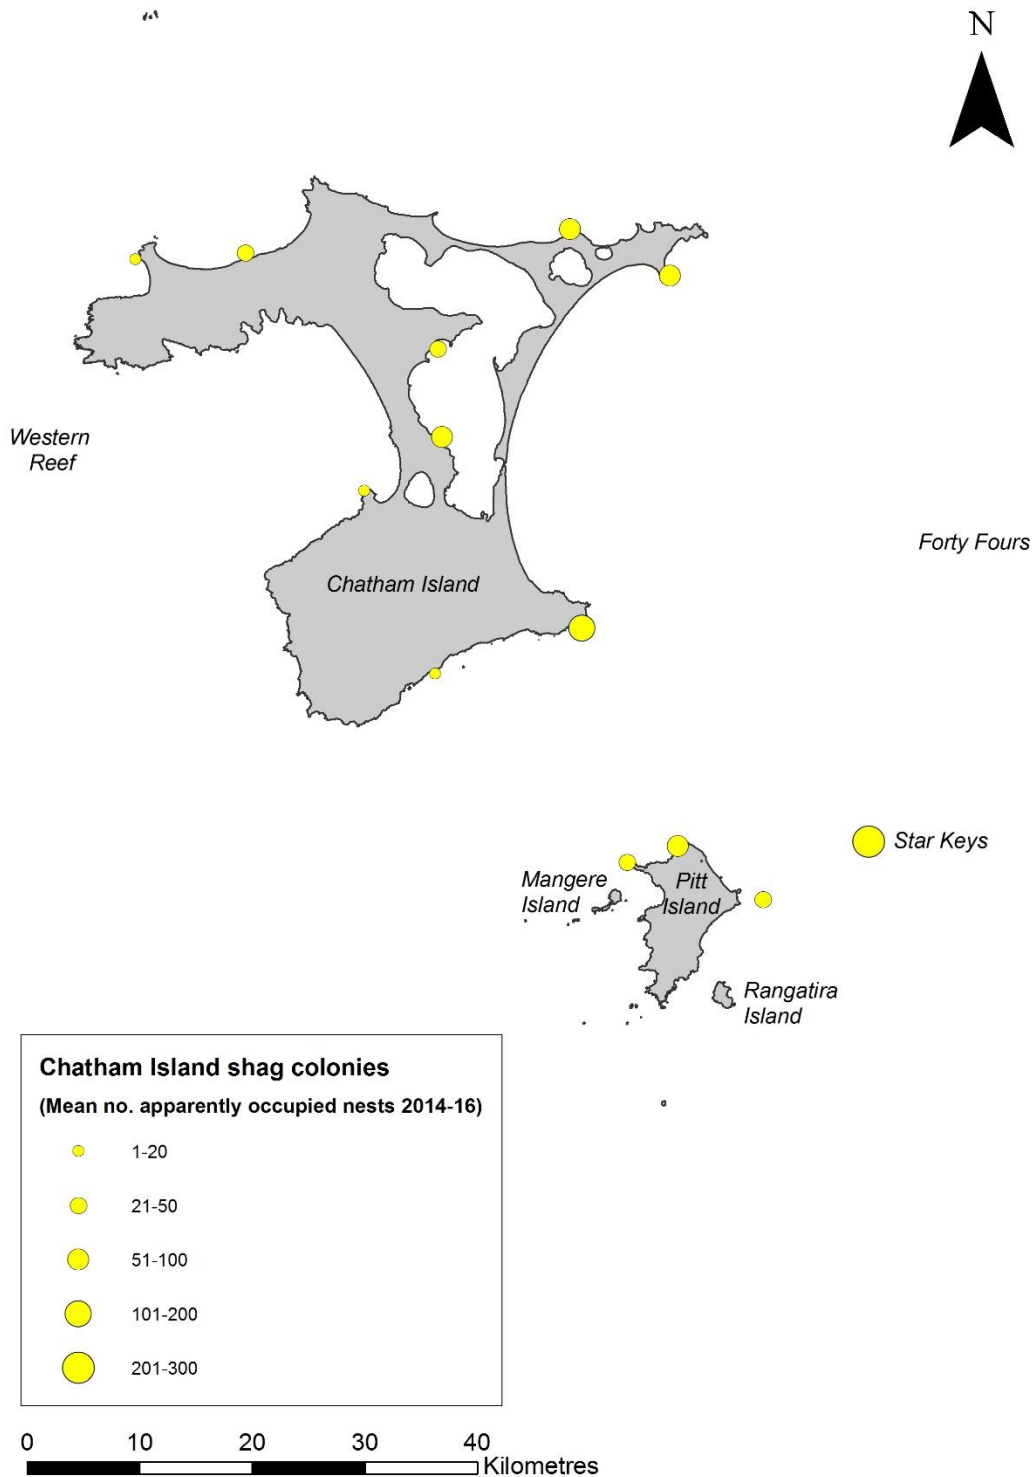 N
Western
Reef
Forty Fours
Chatham Island
Star Keys
Mangere
Island
Pitt
Island
Rangatira
Island
Chatham Island shag colonies
(Mean no. apparently occupied nests 2014-16)
1-20
21-50
51-100
101-200
201-300
0 10 20 30 40
Kilometres